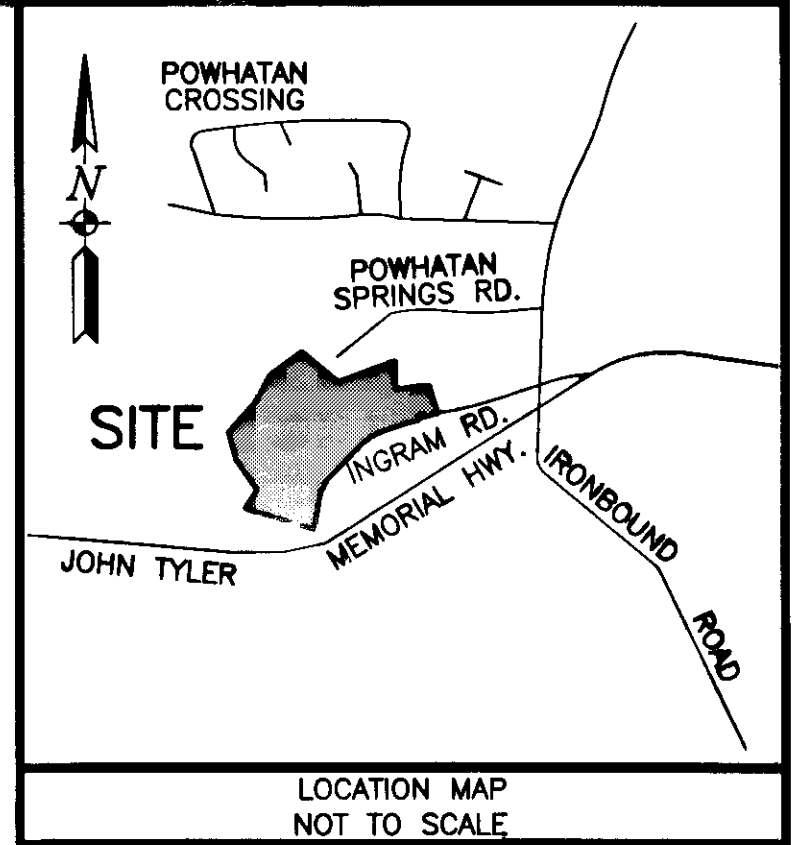 POWHATAN
CROSSING
N
POWHATAN
SPRINGS RD.
SITE
INGRAM RD.
JOHN TYLER
MEMORIAL HWY.
IRONBOUND
ROAD
LOCATION MAP
NOT TO SCALE